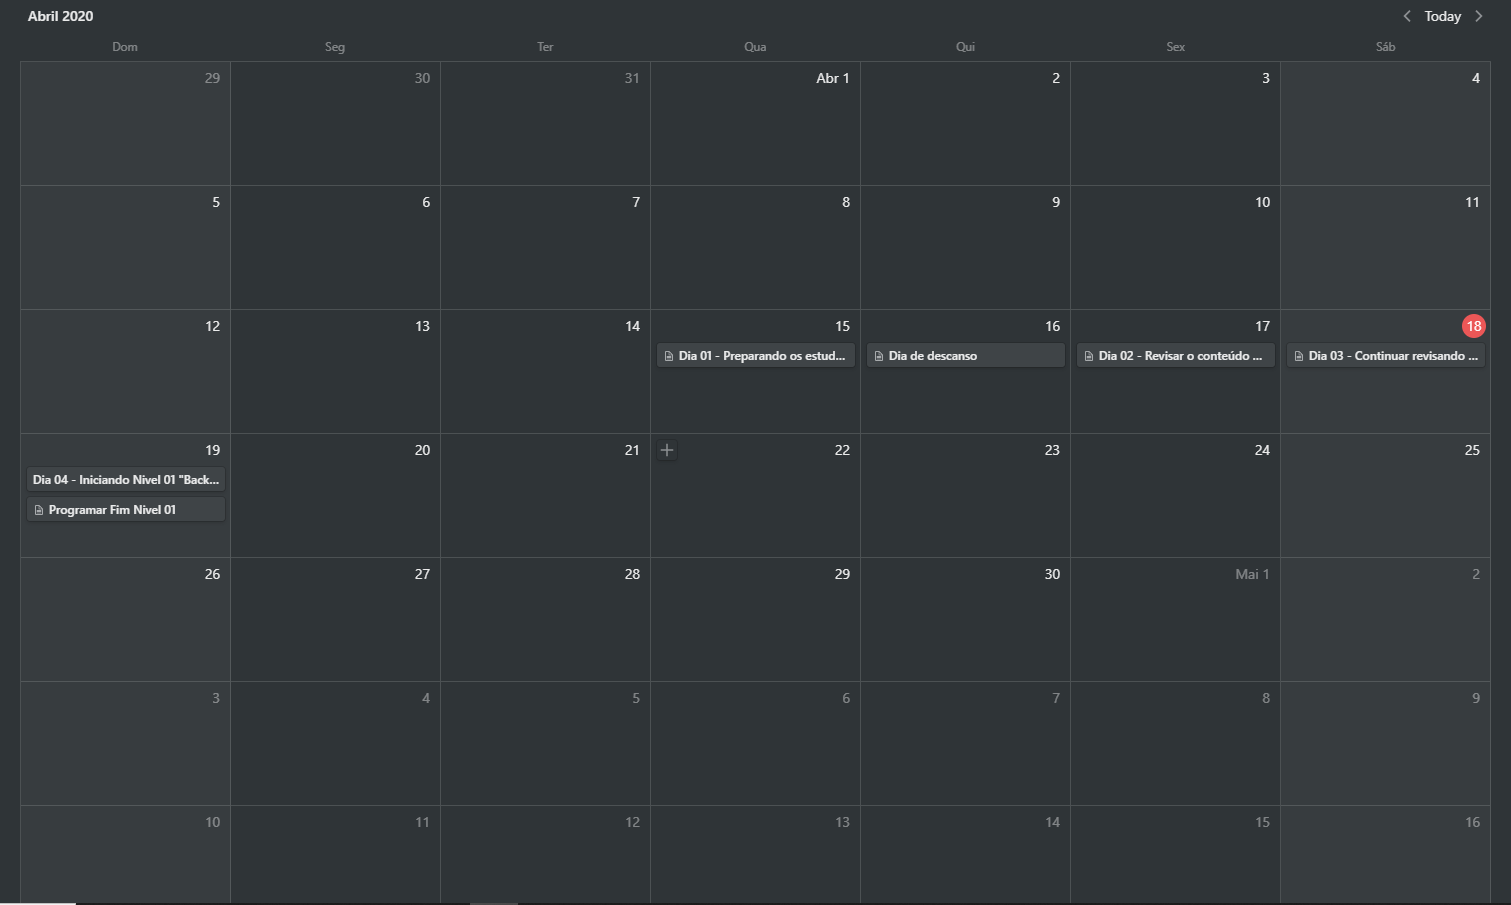 Abril 2020
Today
Dom Seg Ter Qua Qui Sex Sáb
29 30 31 Abr 1 2 3 4
5 6 7 8 9 10 11
12 13 14 15 16 17 18
Dia 01 - Preparando os estud... Dia de descanso Dia 02 - Revisar o conteúdo ... Dia 03 - Continuar revisando ...
19 20 21 22 23 24 25
Dia 04 - Iniciando Nivel 01 "Back...
Programar Fim Nivel 01
26 27 28 29 30 Mai 1 2
3 4 5 6 7 8 9
10 11 12 13 14 15 16